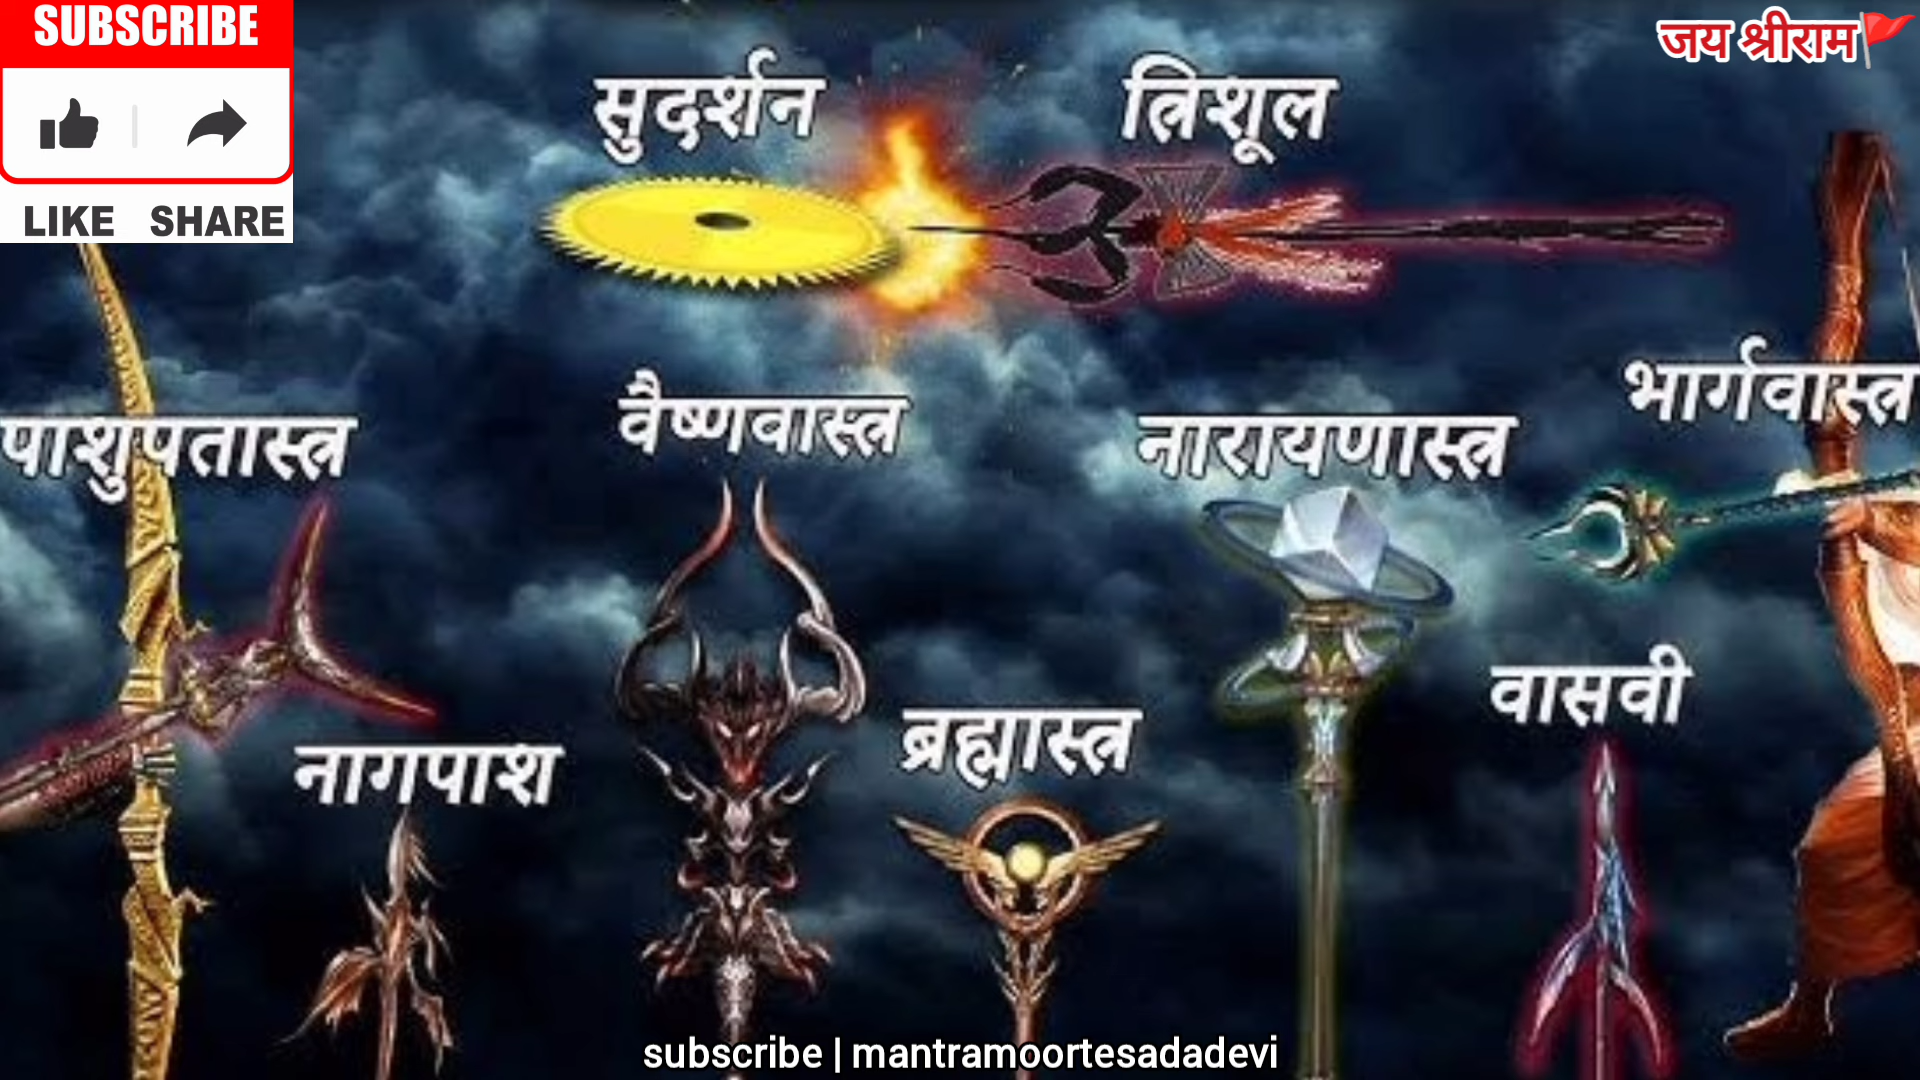 SUBSCRIBE
LIKE SHARE
जय श्रीराम
सुदर्शन
त्रिशूल
पाशुपतास्त्र
वैष्णवास्त्र
नारायणास्त्र
भार्गवास्त्र
नागपाश
ब्रह्मास्त्र
वासवी
subscribe | mantramoortesadadevi